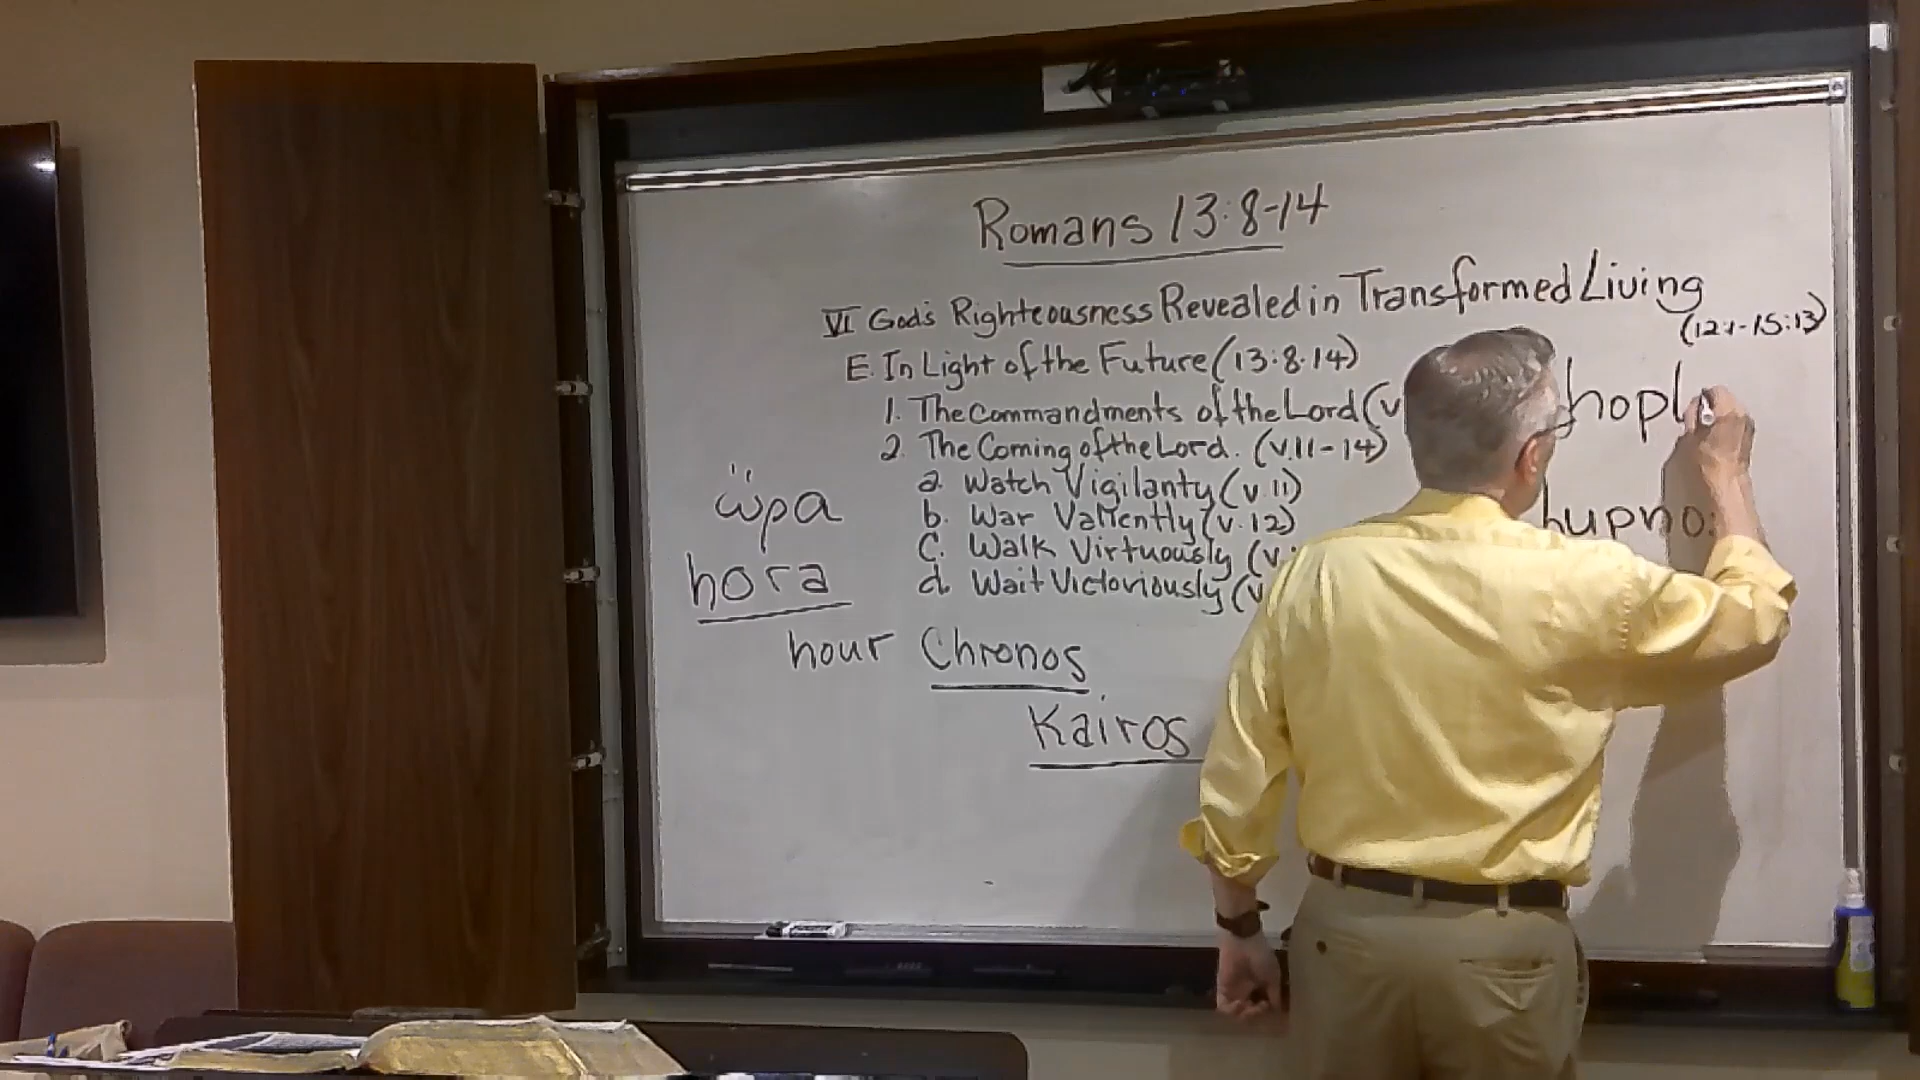 Romans 13:8-14
VI God's Righteousness Revealed in Transformed Living
(12:1-15:13)
E. In Light of the Future (13:8-14)
1. The Commandments of the Lord (v
2. The Coming of the Lord. (v.11-14)
a. Watch Vigilanty (v.11)
b. War Valiently (v.12)
C. Walk Virtuously (v.
d. Wait Victoriously (v
ὥρα
hora
hour Chronos
Kairos
hopl
hupno